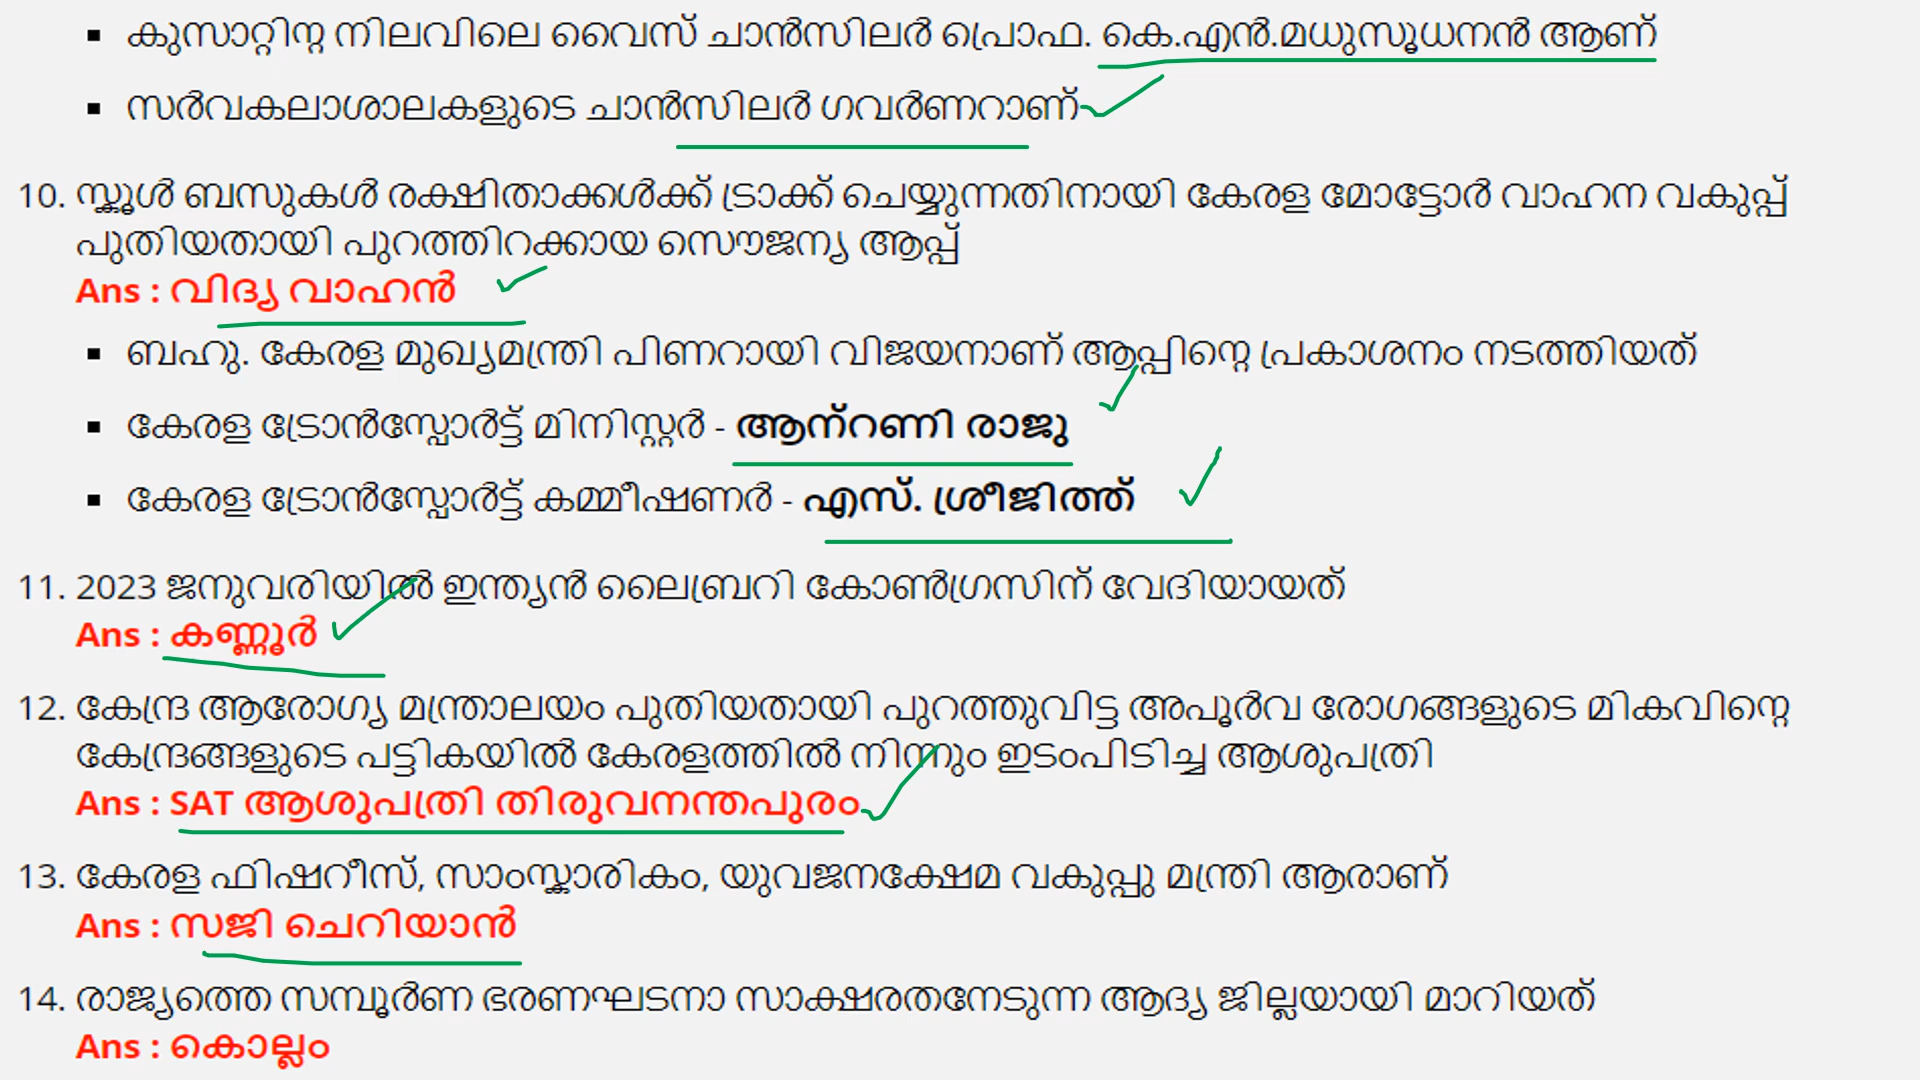 ▪ കുസാറ്റിന്റ നിലവിലെ വൈസ് ചാൻസിലർ പ്രൊഫ. കെ.എൻ.മധുസൂധനൻ ആണ്
▪ സർവകലാശാലകളുടെ ചാൻസിലർ ഗവർണറാണ്
10. സ്കൂൾ ബസുകൾ രക്ഷിതാക്കൾക്ക് ട്രാക്ക് ചെയ്യുന്നതിനായി കേരള മോട്ടോർ വാഹന വകുപ്പ്
പുതിയതായി പുറത്തിറക്കായ സൌജന്യ ആപ്പ്
Ans : വിദ്യ വാഹൻ
▪ ബഹു. കേരള മുഖ്യമന്ത്രി പിണറായി വിജയനാണ് ആപ്പിന്റെ പ്രകാശനം നടത്തിയത്
▪ കേരള ട്രോൻസ്പോർട്ട് മിനിസ്റ്റർ - ആന്റണി രാജു
▪ കേരള ട്രോൻസ്പോർട്ട് കമ്മീഷണർ - എസ്. ശ്രീജിത്ത്
11. 2023 ജനുവരിയിൽ ഇന്ത്യൻ ലൈബ്രറി കോൺഗ്രസിന് വേദിയായത്
Ans : കണ്ണൂർ
12. കേന്ദ്ര ആരോഗ്യ മന്ത്രാലയം പുതിയതായി പുറത്തുവിട്ട അപൂർവ രോഗങ്ങളുടെ മികവിന്റെ
കേന്ദ്രങ്ങളുടെ പട്ടികയിൽ കേരളത്തിൽ നിന്നും ഇടംപിടിച്ച ആശുപത്രി
Ans : SAT ആശുപത്രി തിരുവനന്തപുരം
13. കേരള ഫിഷറീസ്, സാംസ്കാരികം, യുവജനക്ഷേമ വകുപ്പു മന്ത്രി ആരാണ്
Ans : സജി ചെറിയാൻ
14. രാജ്യത്തെ സമ്പൂർണ ഭരണഘടനാ സാക്ഷരതനേടുന്ന ആദ്യ ജില്ലയായി മാറിയത്
Ans : കൊല്ലം